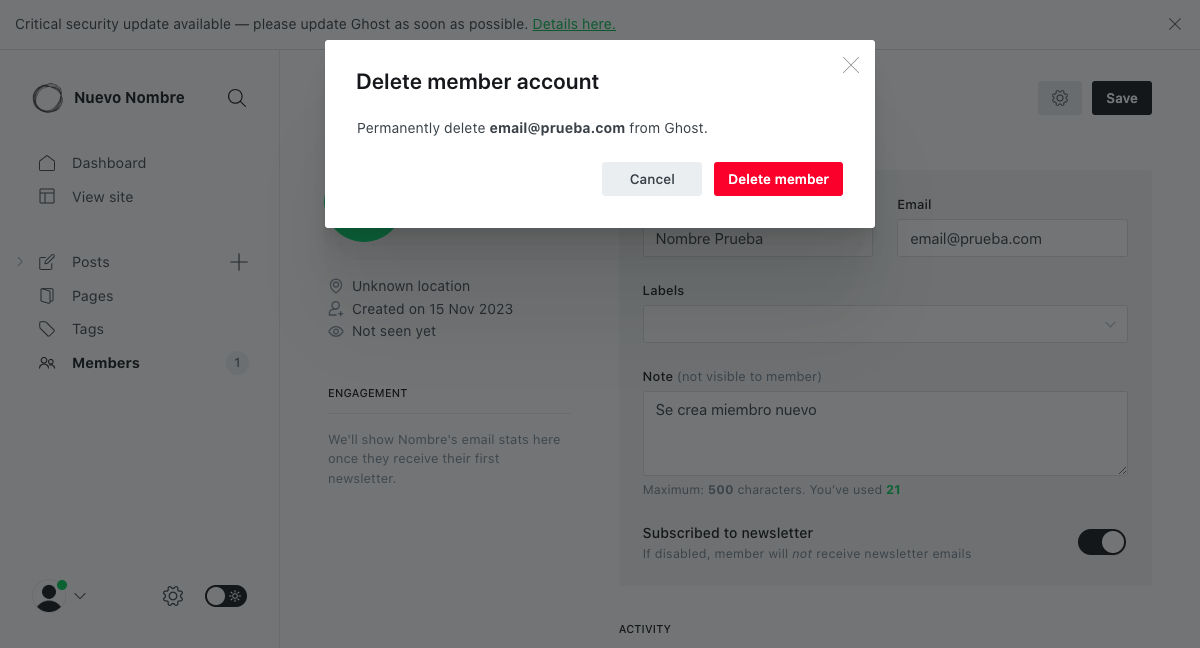 Critical security update available — please update Ghost as soon as possible. Details here.
Nuevo Nombre
Dashboard
View site
Posts
Pages
Tags
Members
1
Delete member account
Permanently delete email@prueba.com from Ghost.
Cancel
Delete member
Save
Unknown location
Created on 15 Nov 2023
Not seen yet
ENGAGEMENT
We'll show Nombre's email stats here
once they receive their first
newsletter.
Nombre Prueba
Email
email@prueba.com
Labels
Note (not visible to member)
Se crea miembro nuevo
Maximum: 500 characters. You've used 21
Subscribed to newsletter
If disabled, member will not receive newsletter emails
ACTIVITY